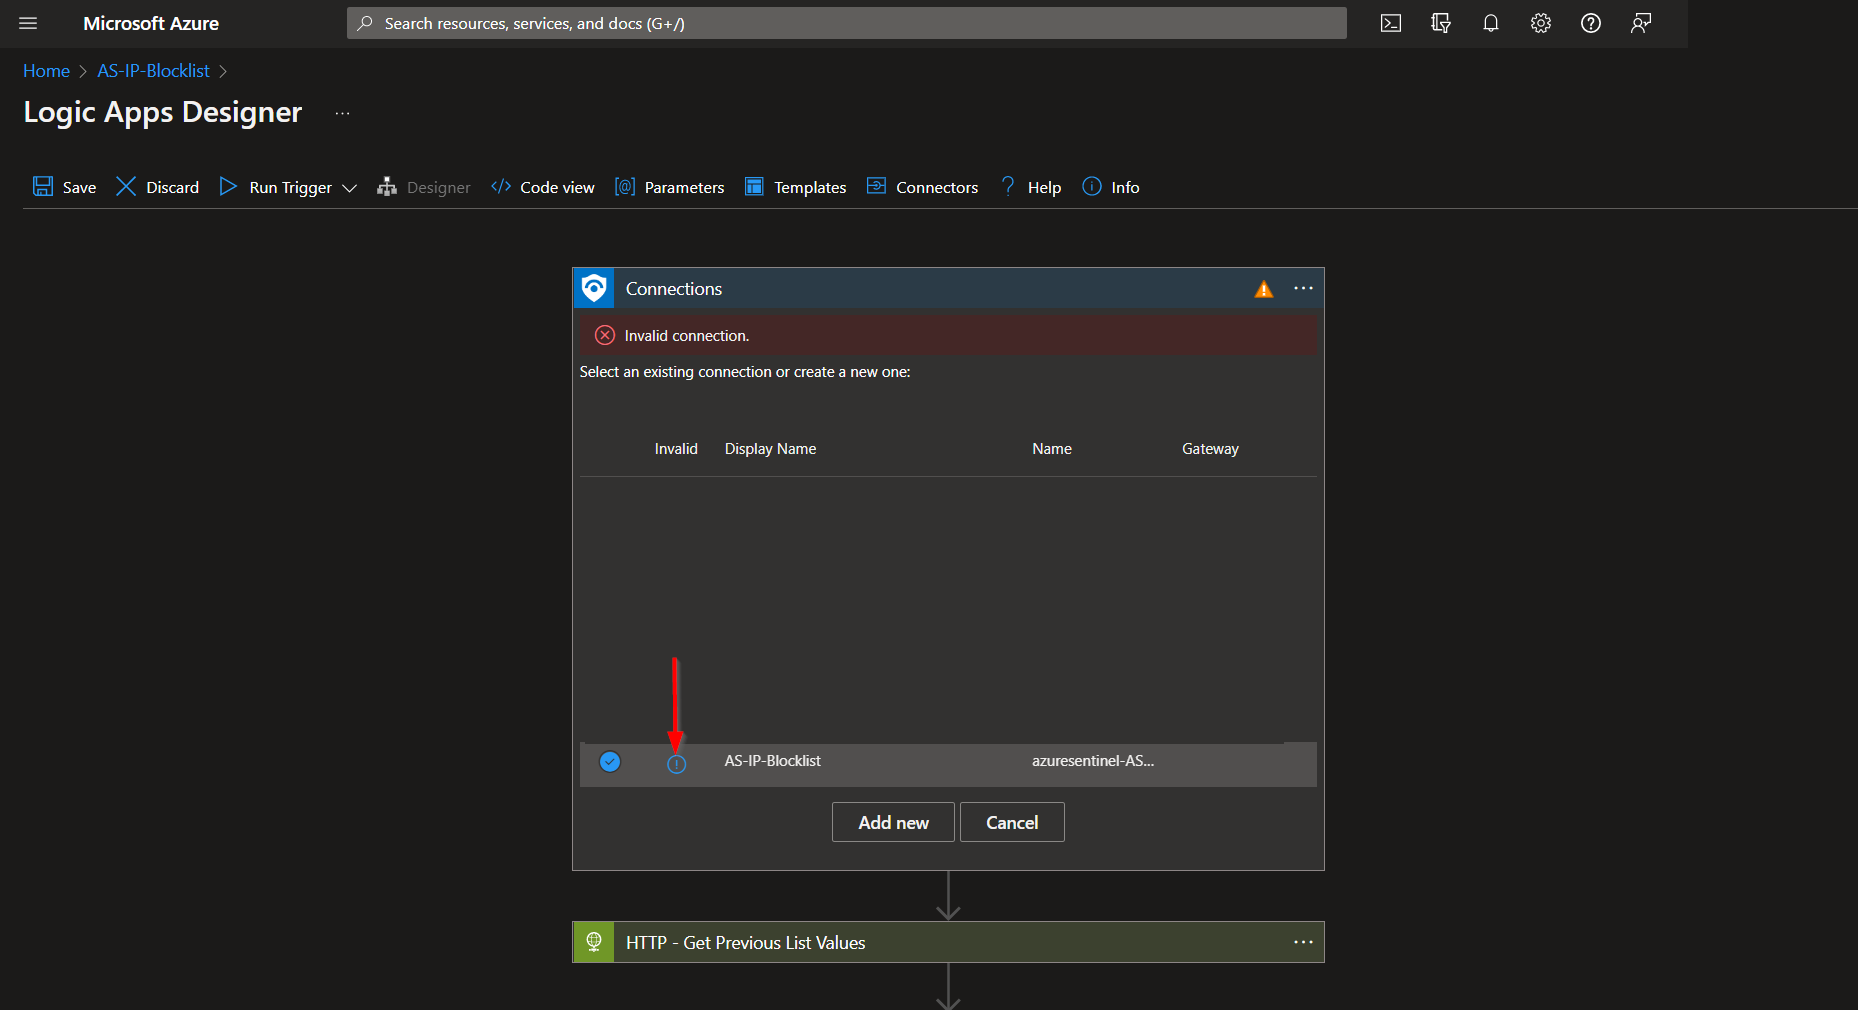 Microsoft Azure
Search resources, services, and docs (G+/)
Home > AS-IP-Blocklist >
Logic Apps Designer ...
Save Discard Run Trigger Designer Code view Parameters Templates Connectors Help Info
Connections
Invalid connection.
Select an existing connection or create a new one:
Invalid Display Name Name Gateway
AS-IP-Blocklist azuresentinel-AS...
Add new Cancel
HTTP - Get Previous List Values